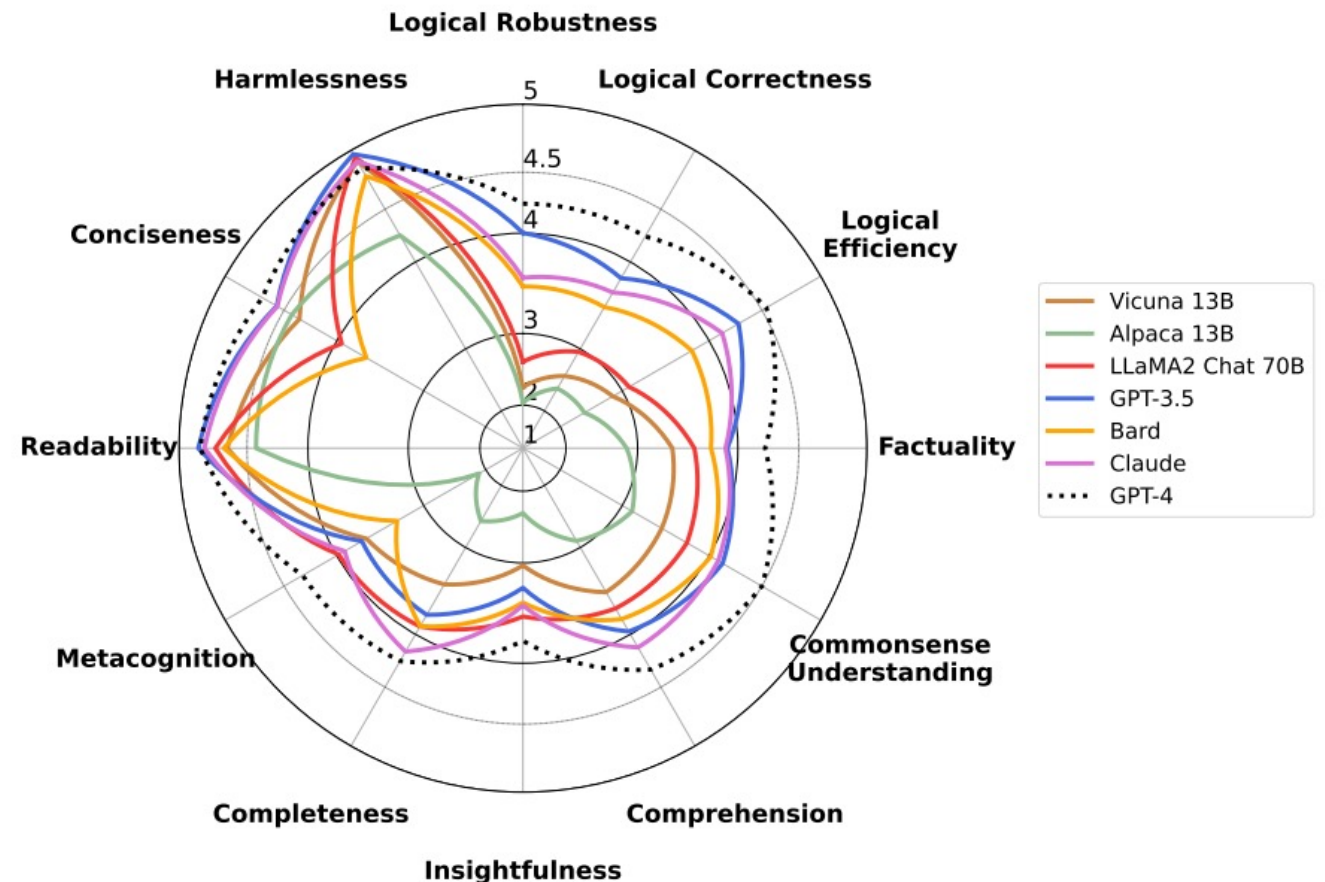 Logical Robustness
Harmlessness
Logical Correctness
5
4.5
Conciseness
4
Logical
Efficiency
3
Vicuna 13B
Alpaca 13B
LLaMA2 Chat 70B
GPT-3.5
Bard
Claude
GPT-4
2
1
Readability
Factuality
Metacognition
Commonsense
Understanding
Completeness
Comprehension
Insightfulness